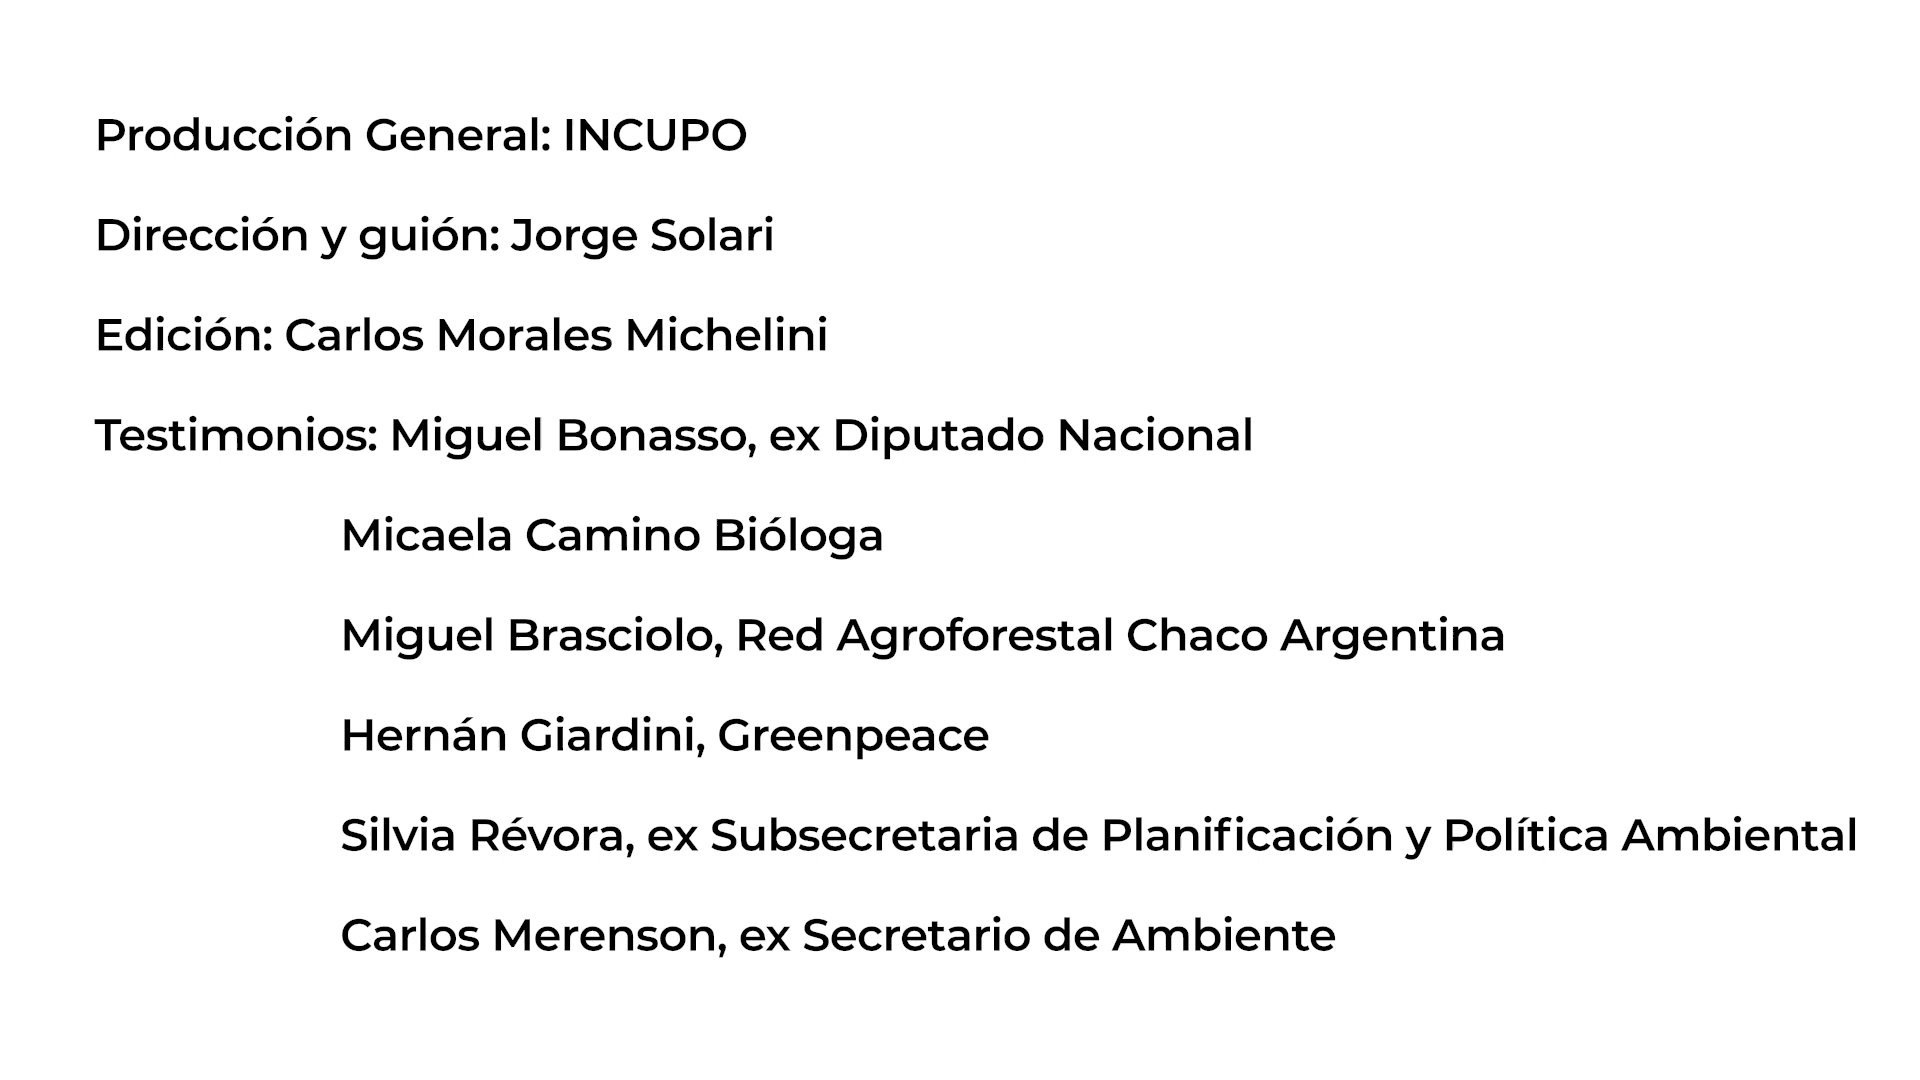 Producción General: INCUPO
Dirección y guión: Jorge Solari
Edición: Carlos Morales Michelini
Testimonios: Miguel Bonasso, ex Diputado Nacional
Micaela Camino Bióloga
Miguel Brasciolo, Red Agroforestal Chaco Argentina
Hernán Giardini, Greenpeace
Silvia Révora, ex Subsecretaria de Planificación y Política Ambiental
Carlos Merenson, ex Secretario de Ambiente